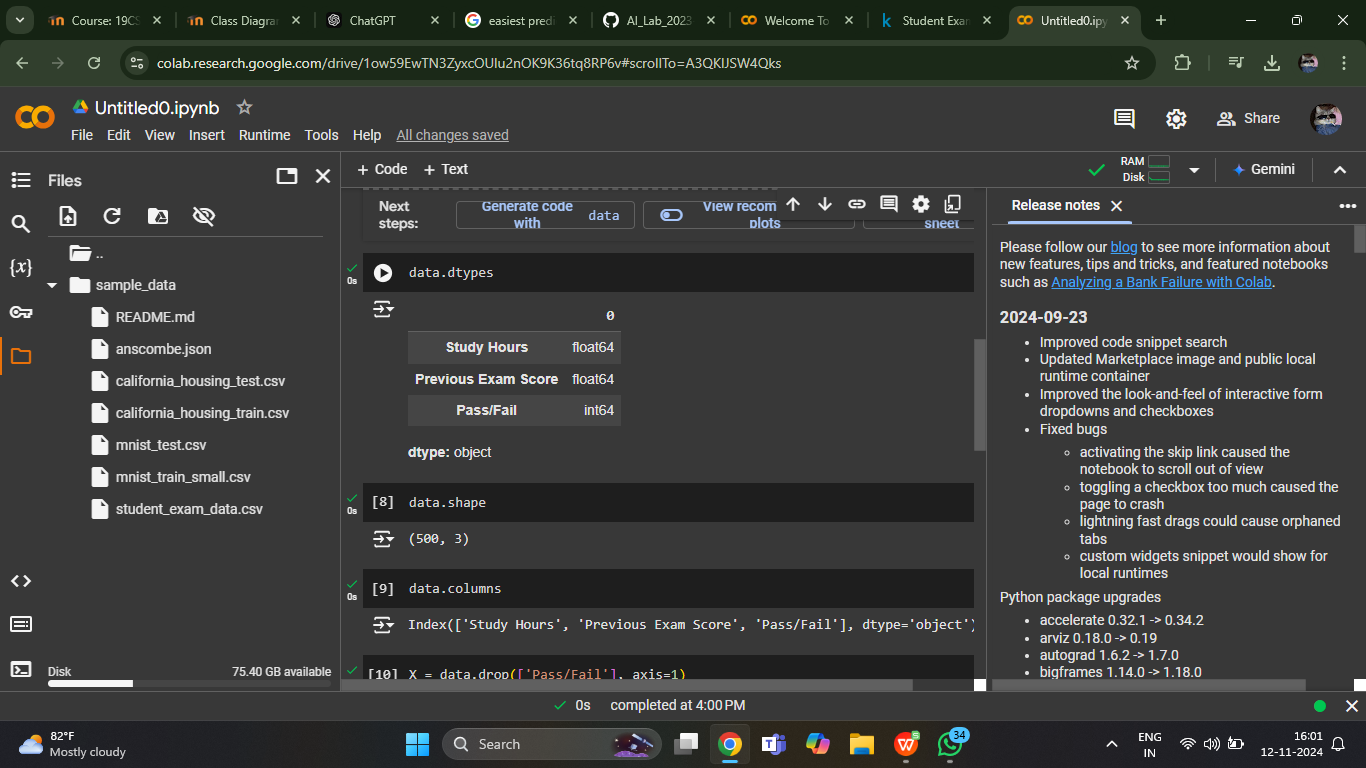 Course: 19CS
Class Diagrar
ChatGPT
easiest predi
AI_Lab_2023
Welcome To
Student Exar
Untitled0.ipy
colab.research.google.com/drive/1ow59EwTN3ZyxcOUIu2nOK9K36tq8RP6v#scrollTo=A3QKIJSW4Qks
Untitled0.ipynb
File Edit View Insert Runtime Tools Help All changes saved
Share
Files
+ Code + Text
RAM
Disk
Gemini
..
sample_data
README.md
anscombe.json
california_housing_test.csv
california_housing_train.csv
mnist_test.csv
mnist_train_small.csv
student_exam_data.csv
Disk 75.40 GB available
Next steps:
Generate code with data
View recom
plots
sheet
0s
data.dtypes
0
Study Hours float64
Previous Exam Score float64
Pass/Fail int64
dtype: object
0s
[8] data.shape
(500, 3)
0s
[9] data.columns
Index(['Study Hours', 'Previous Exam Score', 'Pass/Fail'], dtype='object')
[10] X = data.drop(['Pass/Fail'], axis=1)
Release notes
Please follow our blog to see more information about
new features, tips and tricks, and featured notebooks
such as Analyzing a Bank Failure with Colab.
2024-09-23
Improved code snippet search
Updated Marketplace image and public local
runtime container
Improved the look-and-feel of interactive form
dropdowns and checkboxes
Fixed bugs
activating the skip link caused the
notebook to scroll out of view
toggling a checkbox too much caused the
page to crash
lightning fast drags could cause orphaned
tabs
custom widgets snippet would show for
local runtimes
Python package upgrades
accelerate 0.32.1 -> 0.34.2
arviz 0.18.0 -> 0.19
autograd 1.6.2 -> 1.7.0
bigframes 1.14.0 -> 1.18.0
0s completed at 4:00 PM
82°F
Mostly cloudy
Search
34
ENG
IN
16:01
12-11-2024